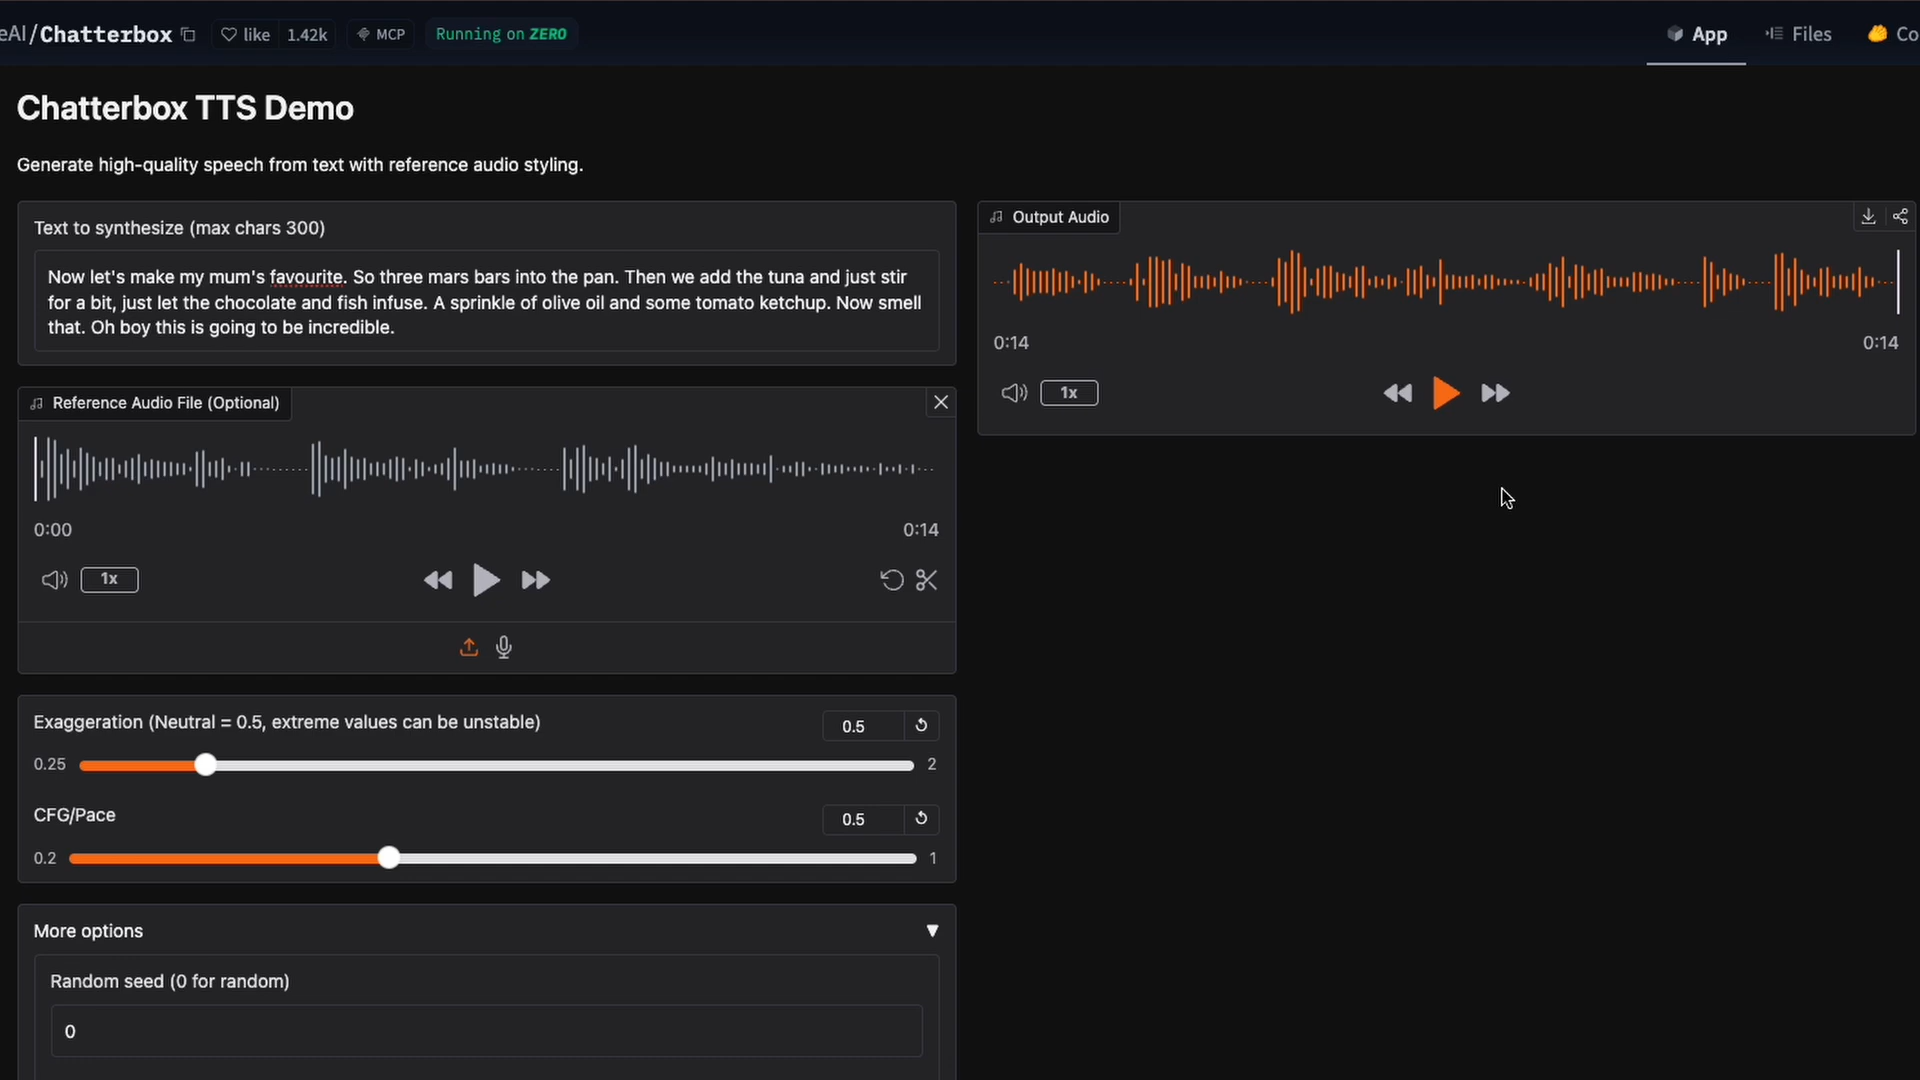 eAI/Chatterbox
like 1.42k
MCP
Running on ZERO
App
Files
Co
Chatterbox TTS Demo
Generate high-quality speech from text with reference audio styling.
Text to synthesize (max chars 300)
Now let's make my mum's favourite. So three mars bars into the pan. Then we add the tuna and just stir
for a bit, just let the chocolate and fish infuse. A sprinkle of olive oil and some tomato ketchup. Now smell
that. Oh boy this is going to be incredible.
Reference Audio File (Optional)
0:00 0:14
1x
Exaggeration (Neutral = 0.5, extreme values can be unstable) 0.5
0.25 2
CFG/Pace 0.5
0.2 1
More options
Random seed (0 for random)
0
Output Audio
0:14 0:14
1x